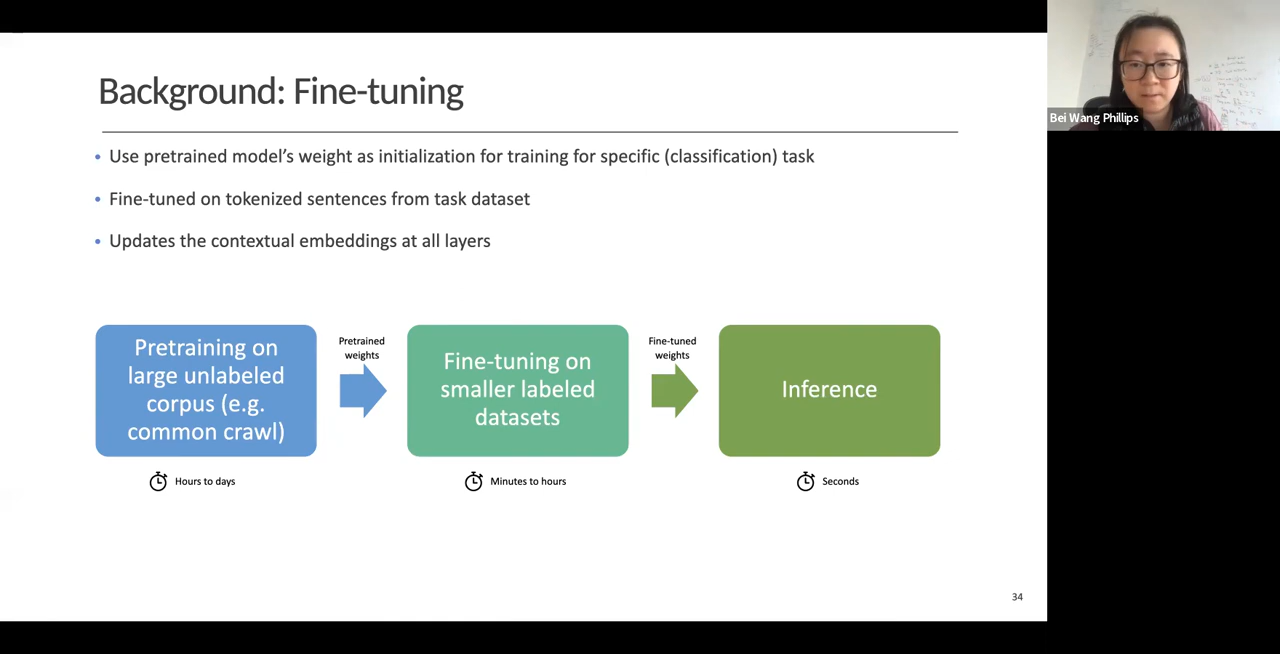 Background: Fine-tuning
• Use pretrained model's weight as initialization for training for specific (classification) task
• Fine-tuned on tokenized sentences from task dataset
• Updates the contextual embeddings at all layers
Pretraining on
large unlabeled
corpus (e.g.
common crawl)
Pretrained
weights
Fine-tuning on
smaller labeled
datasets
Fine-tuned
weights
Inference
Hours to days
Minutes to hours
Seconds
34
Bei Wang Phillips